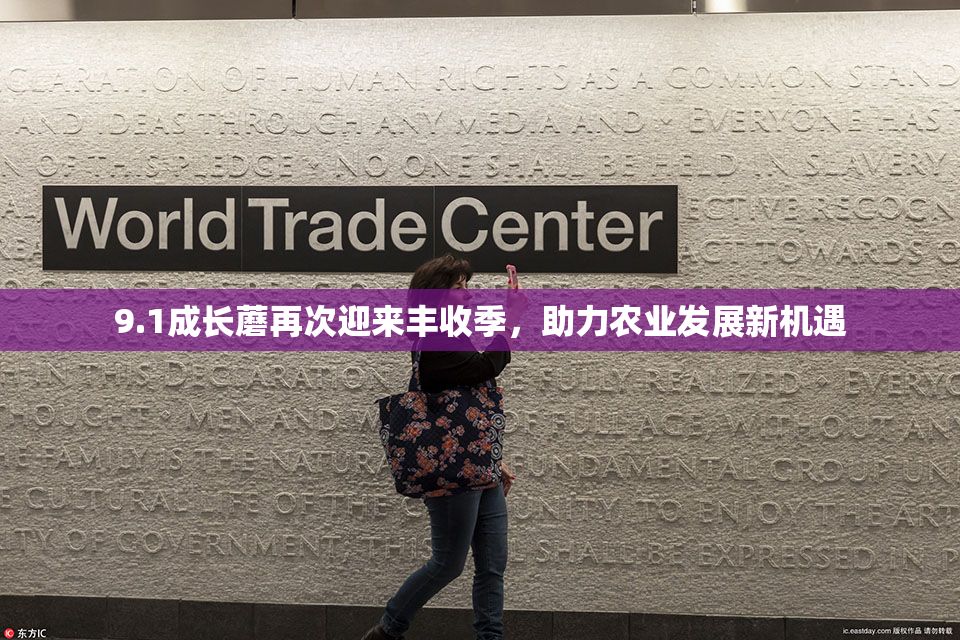 CLARATION OF HUMAN RIGHTS AS A COMMON STAND
AND IDEAS THROUGH ANY MEDIA AND EVERYONE HAS
N OF THIS PLEDGE NO ONE SHALL BE HELD IN SLAVERY
World Trade Center
ECTIVE RECOGN
ACT TOWARDS O
9.1成长蘑再次迎来丰收季，助力农业发展新机遇
IN THIS DECLARATION
FULLY REALIZED EVERYO
THOUGHT MEN AND
OF FULL AGE, WITHO
FAMILY IS THE NATURA
FUNDAMENTAL GROUP
E CULTURAL LIFE OF THE
UNITY, TO ENJOY THE ART
TY OF GOVERNMENT; THIS
SHALL BE EXPRESSED IN P
东方IC
ic.eastday.com 版权作品 请勿转载